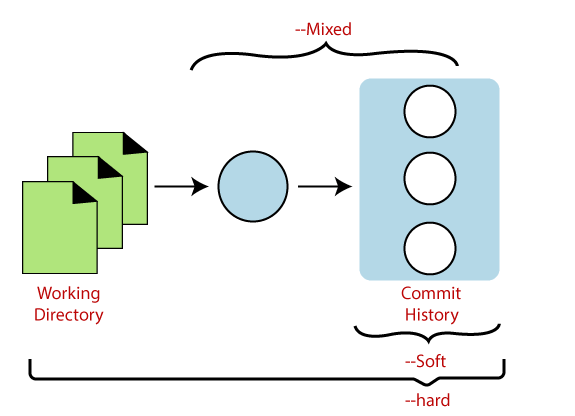 --Mixed
Working
Directory
Commit
History
--Soft
--hard